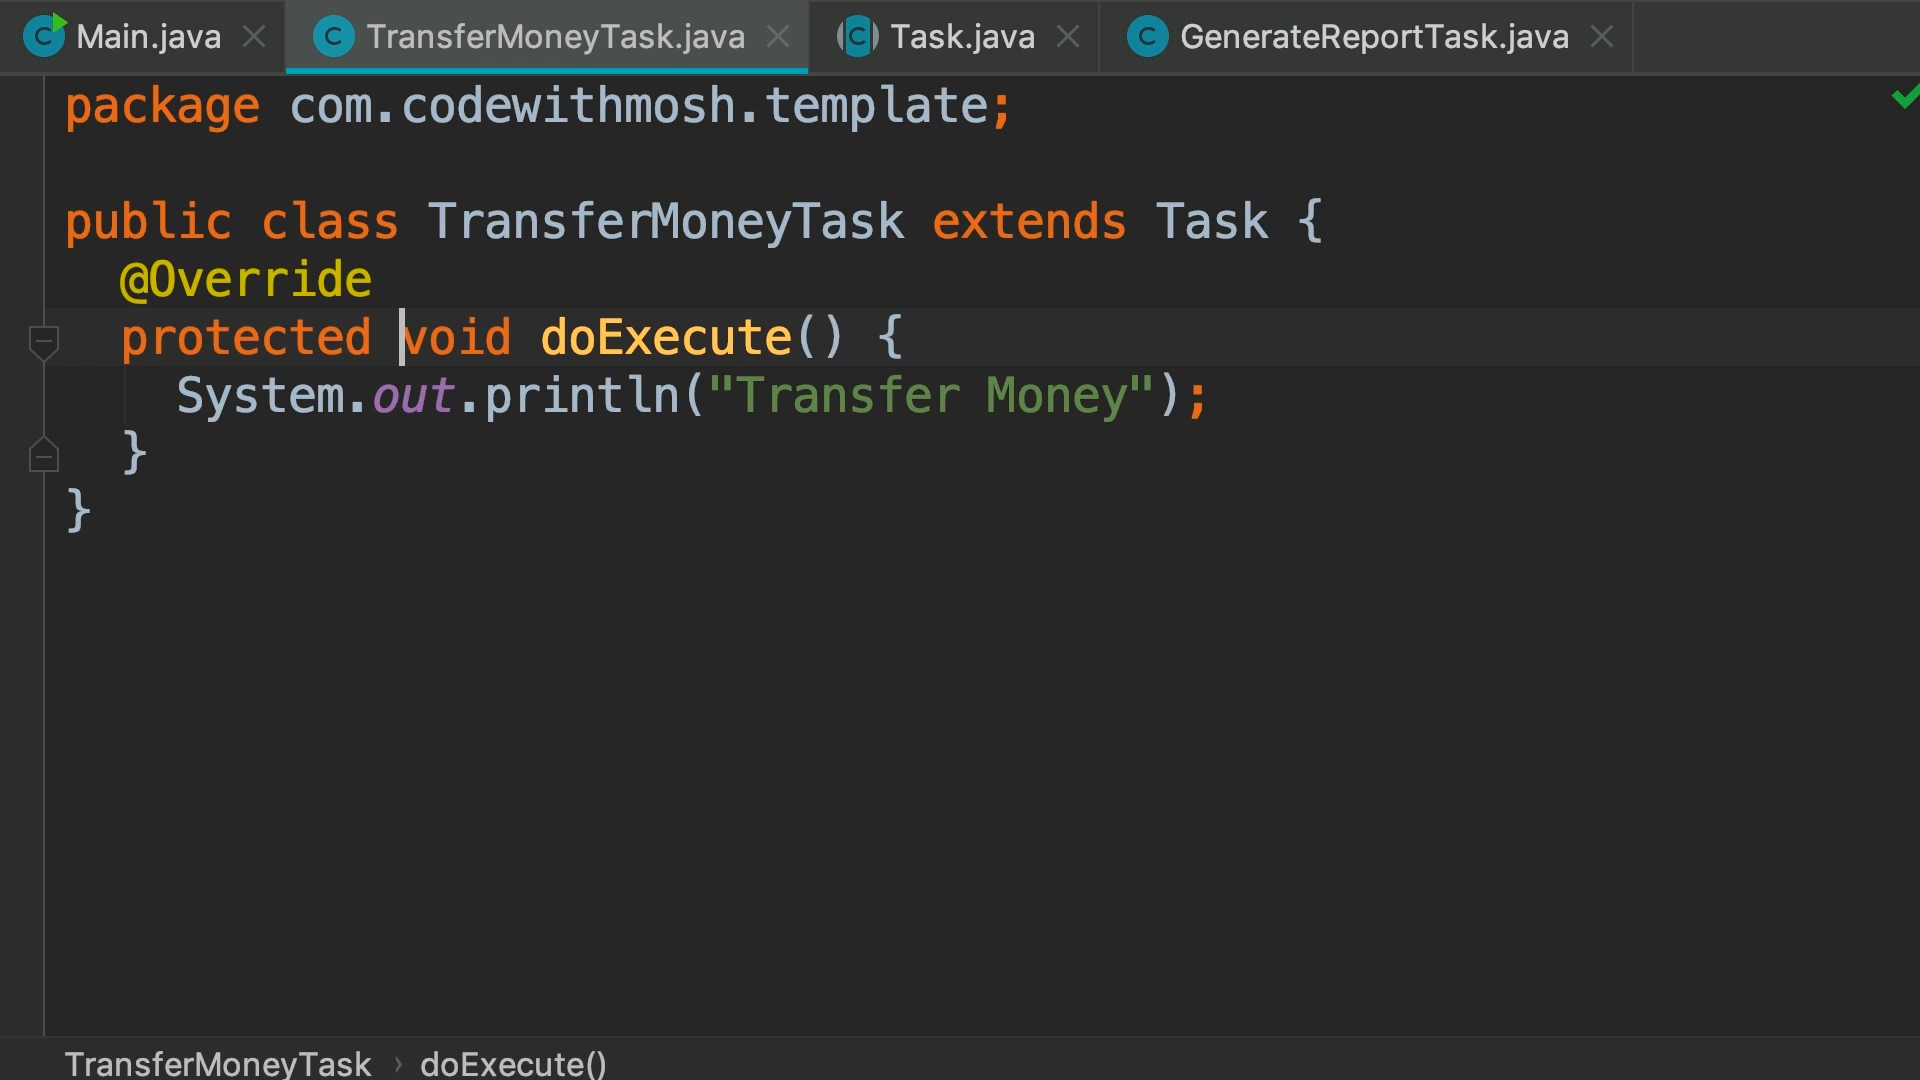 Main.java TransferMoneyTask.java Task.java GenerateReportTask.java
package com.codewithmosh.template;
public class TransferMoneyTask extends Task {
@Override
protected void doExecute() {
System.out.println("Transfer Money");
}
}
TransferMoneyTask › doExecute()